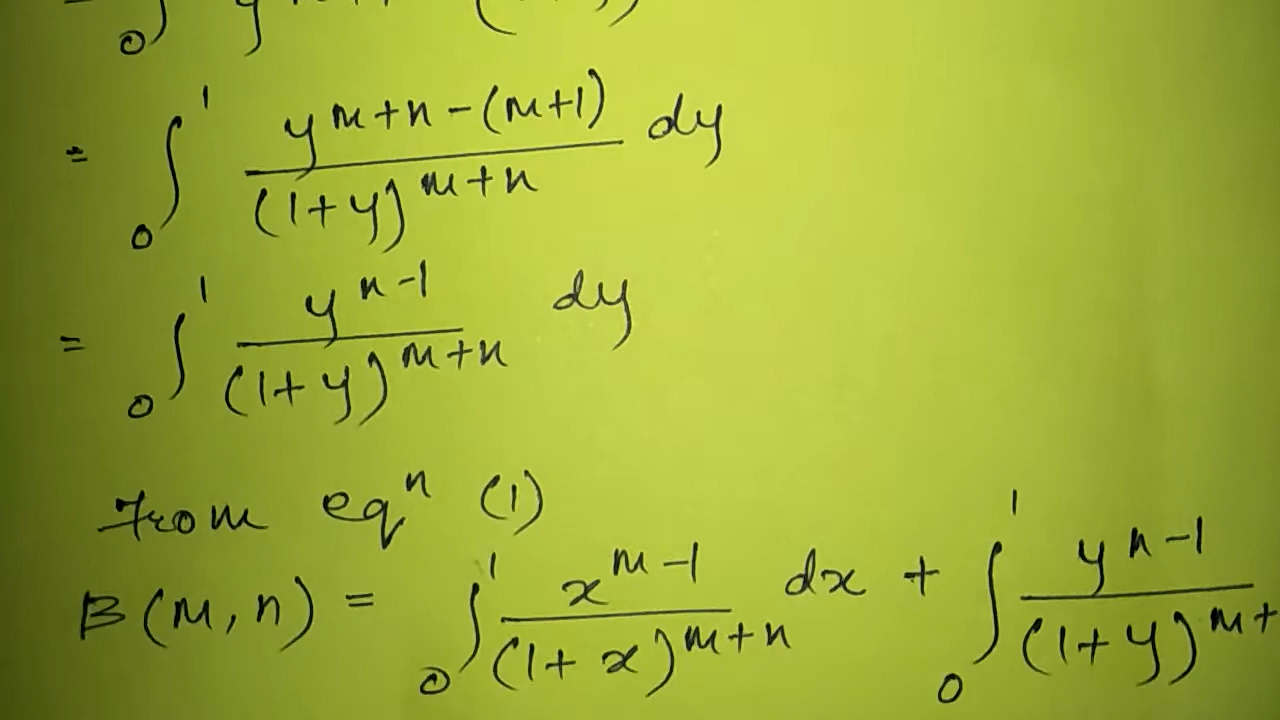 = ∫₀¹ y^(m+n-(m+1)) / (1+y)^(m+n) dy
= ∫₀¹ y^(n-1) / (1+y)^(m+n) dy
From eqⁿ (1)
B(m,n) = ∫₀¹ x^(m-1) / (1+x)^(m+n) dx + ∫₀¹ y^(n-1) / (1+y)^(m+